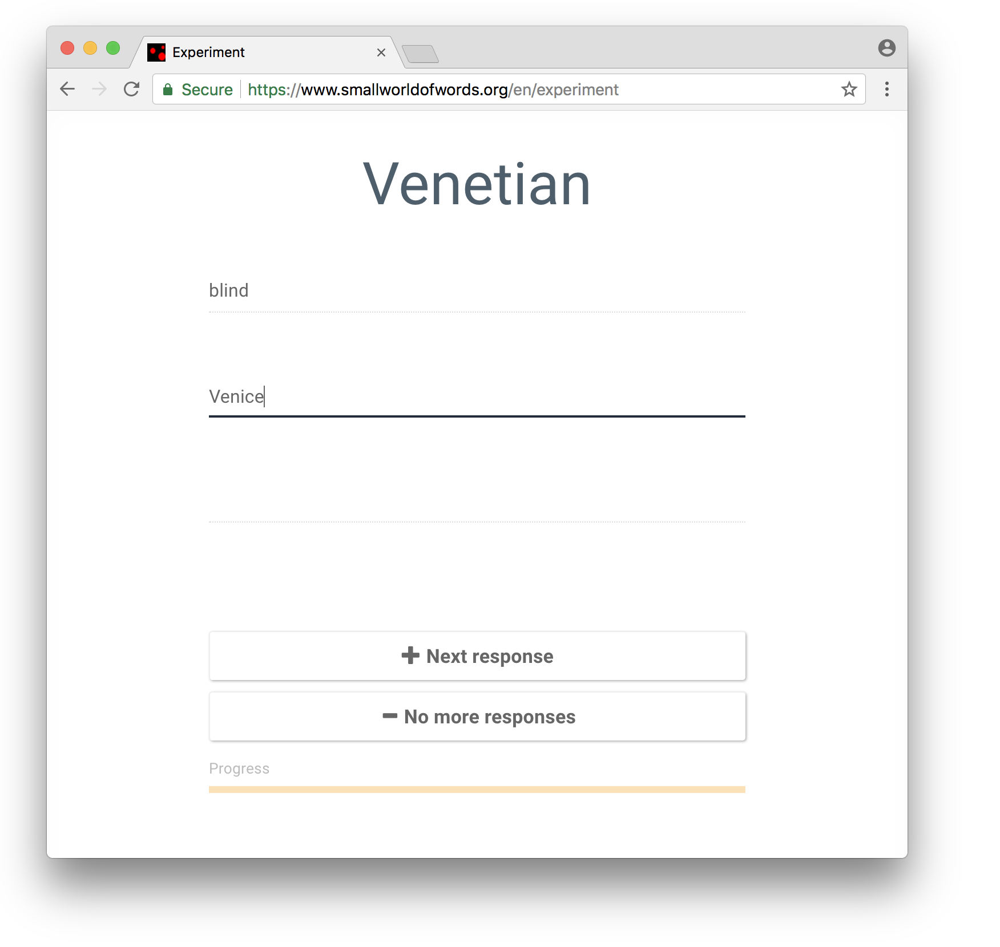 Experiment
Secure https://www.smallworldofwords.org/en/experiment
Venetian
blind
Venice
Next response
No more responses
Progress